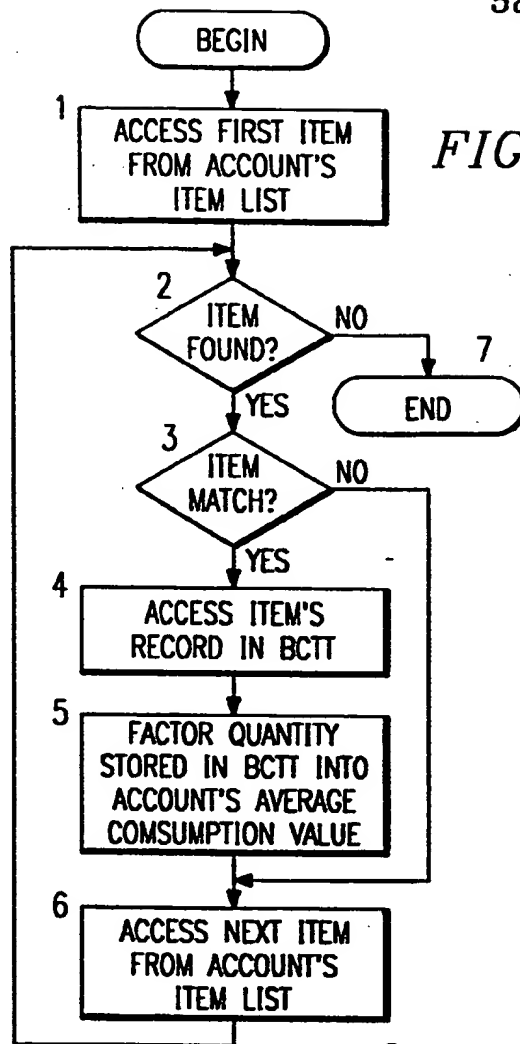 BEGIN
1
ACCESS FIRST ITEM
FROM ACCOUNT'S
ITEM LIST
FIG
2
ITEM
FOUND?
NO
7
END
YES
3
ITEM
MATCH?
NO
YES
4
ACCESS ITEM'S
RECORD IN BCTT
5
FACTOR QUANTITY
STORED IN BCTT INTO
ACCOUNT'S AVERAGE
COMSUMPTION VALUE
6
ACCESS NEXT ITEM
FROM ACCOUNT'S
ITEM LIST